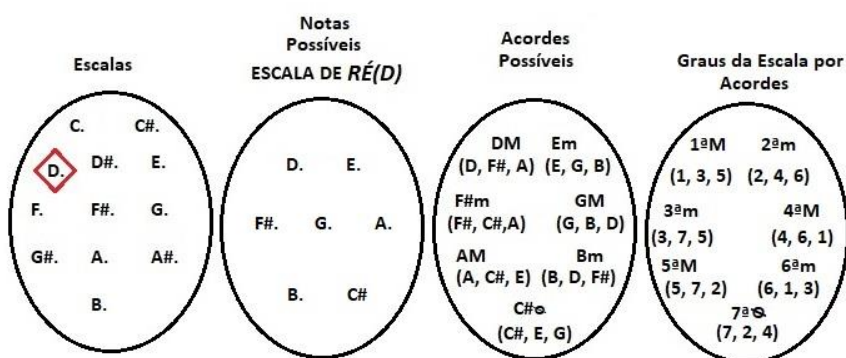 Escalas
C. C#.
D. D#. E.
F. F#. G.
G#. A. A#.
B.
Notas
Possíveis
ESCALA DE RÉ(D)
D. E.
F#. G. A.
B. C#
Acordes
Possíveis
DM Em
(D, F#, A) (E, G, B)
F#m GM
(F#, C#,A) (G, B, D)
AM Bm
(A, C#, E) (B, D, F#)
C#ⱺ
(C#, E, G)
Graus da Escala por
Acordes
1ªM 2ªm
(1, 3, 5) (2, 4, 6)
3ªm 4ªM
(3, 7, 5) (4, 6, 1)
5ªM 6ªm
(5, 7, 2) (6, 1, 3)
7ªⱺ
(7, 2, 4)